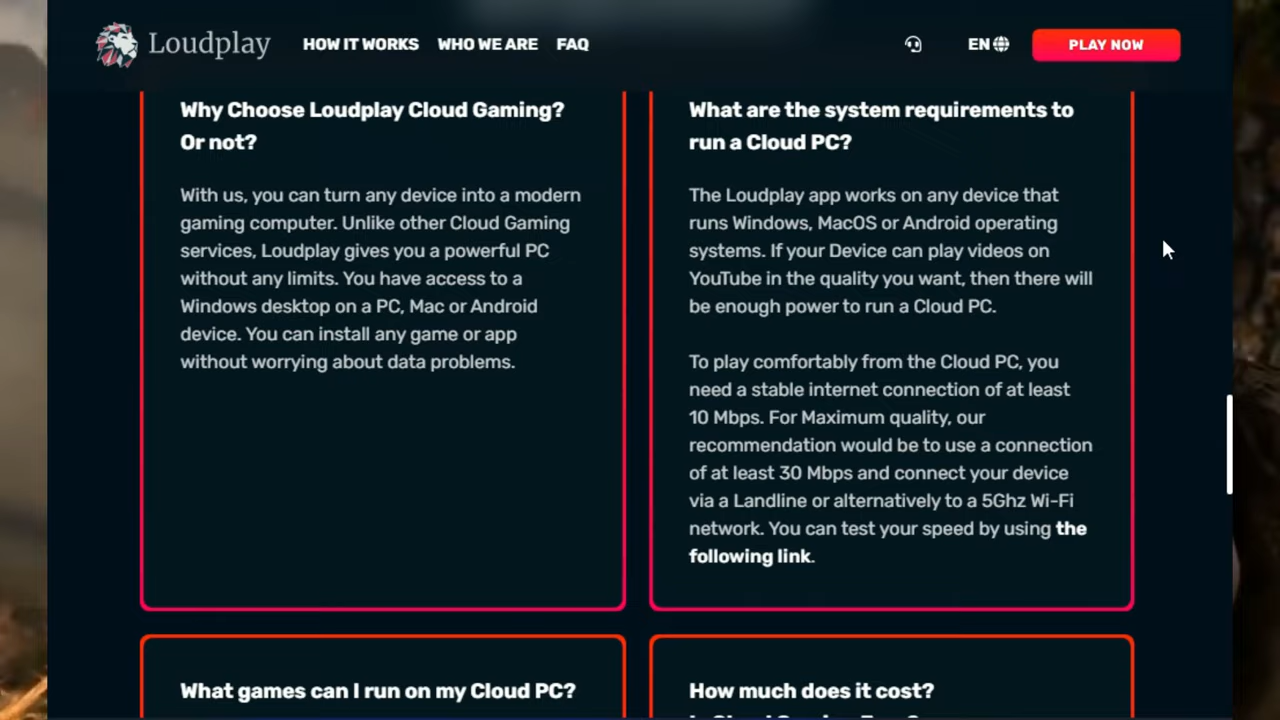 Loudplay
HOW IT WORKS
WHO WE ARE
FAQ
EN
PLAY NOW
Why Choose Loudplay Cloud Gaming?
Or not?
With us, you can turn any device into a modern
gaming computer. Unlike other Cloud Gaming
services, Loudplay gives you a powerful PC
without any limits. You have access to a
Windows desktop on a PC, Mac or Android
device. You can install any game or app
without worrying about data problems.
What are the system requirements to
run a Cloud PC?
The Loudplay app works on any device that
runs Windows, MacOS or Android operating
systems. If your Device can play videos on
YouTube in the quality you want, then there will
be enough power to run a Cloud PC.
To play comfortably from the Cloud PC, you
need a stable internet connection of at least
10 Mbps. For Maximum quality, our
recommendation would be to use a connection
of at least 30 Mbps and connect your device
via a Landline or alternatively to a 5Ghz Wi-Fi
network. You can test your speed by using the
following link.
What games can I run on my Cloud PC?
How much does it cost?